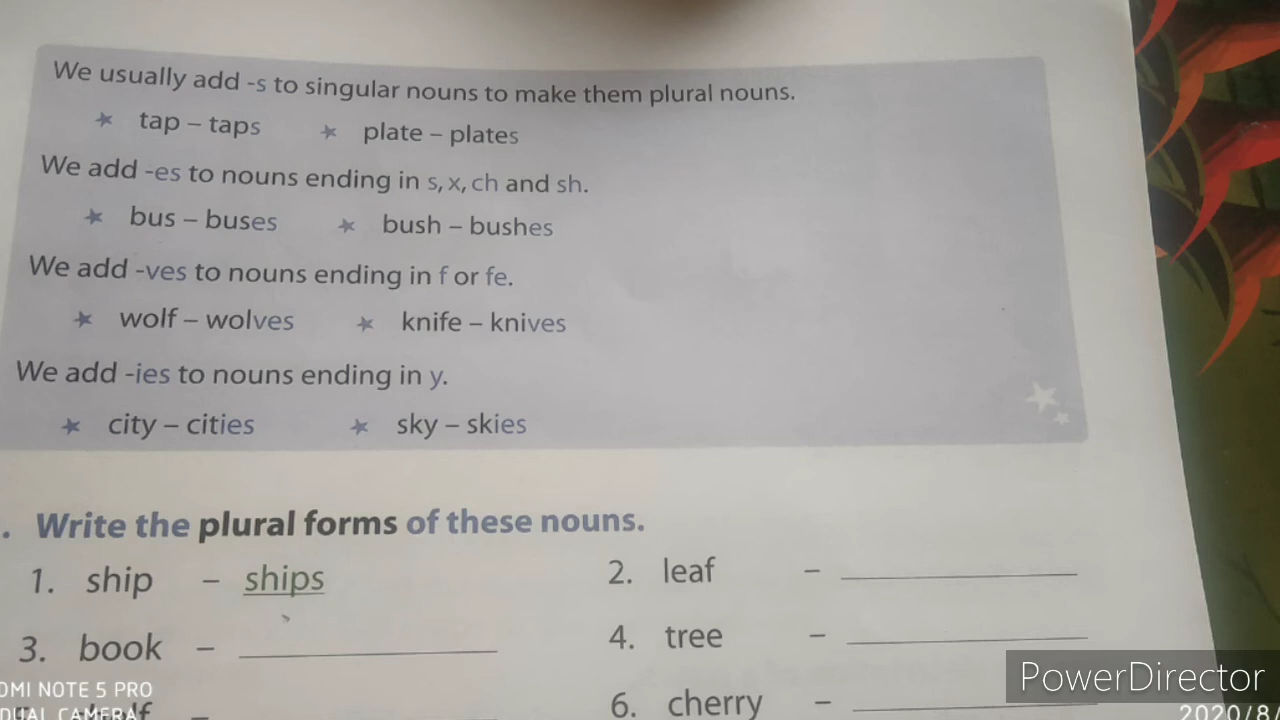 We usually add -s to singular nouns to make them plural nouns.
★ tap – taps ★ plate – plates
We add -es to nouns ending in s, x, ch and sh.
★ bus – buses ★ bush – bushes
We add -ves to nouns ending in f or fe.
★ wolf – wolves ★ knife – knives
We add -ies to nouns ending in y.
★ city – cities ★ sky – skies
. Write the plural forms of these nouns.
1. ship – ships 2. leaf –
3. book – 4. tree –
6. cherry –
PowerDirector
NOTE 5 PRO
CAMERA
2020/8/